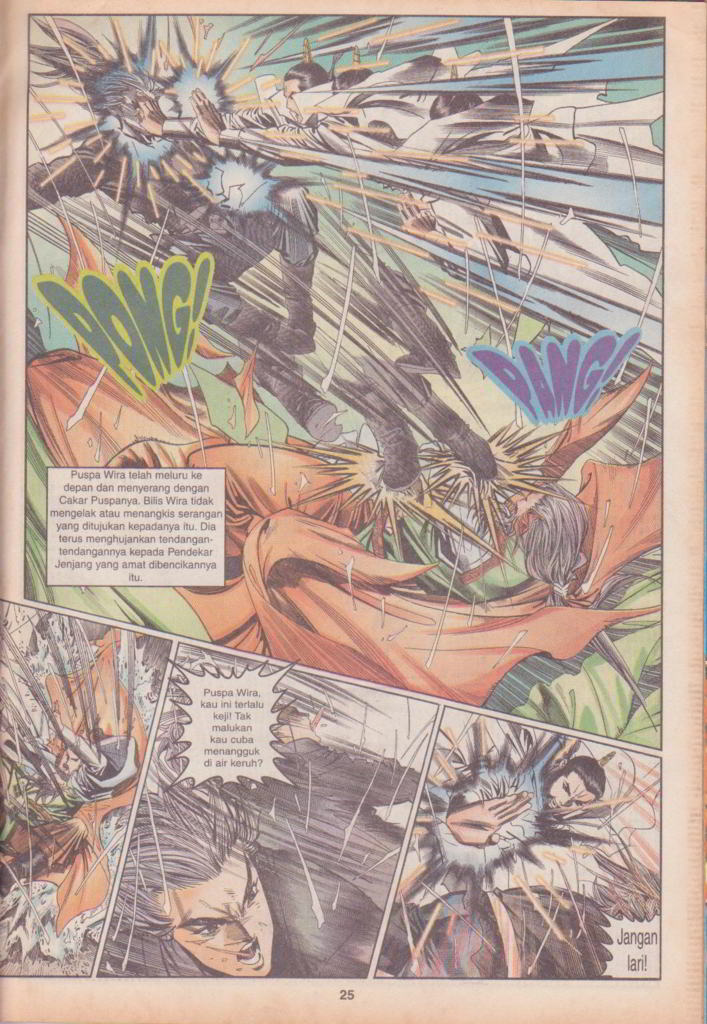 PONG!
PANG!
Puspa Wira telah meluru ke
depan dan menyerang dengan
Cakar Puspanya. Bilis Wira tidak
mengelak atau menangkis serangan
yang ditujukan kepadanya itu. Dia
terus menghujankan tendangan-
tendangannya kepada Pendekar
Jenjang yang amat dibencikannya
itu.
Puspa Wira,
kau ini terlalu
keji! Tak
malukan
kau cuba
menangguk
di air keruh?
Jangan
lari!
25